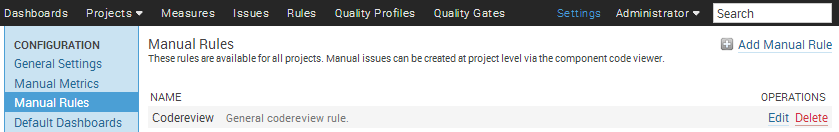 Dashboards Projects Measures Issues Rules Quality Profiles Quality Gates Settings Administrator Search
CONFIGURATION
General Settings
Manual Metrics
Manual Rules
Default Dashboards
Manual Rules
Add Manual Rule
These rules are available for all projects. Manual issues can be created at project level via the component code viewer.
NAME OPERATIONS
Codereview General codereview rule. Edit Delete